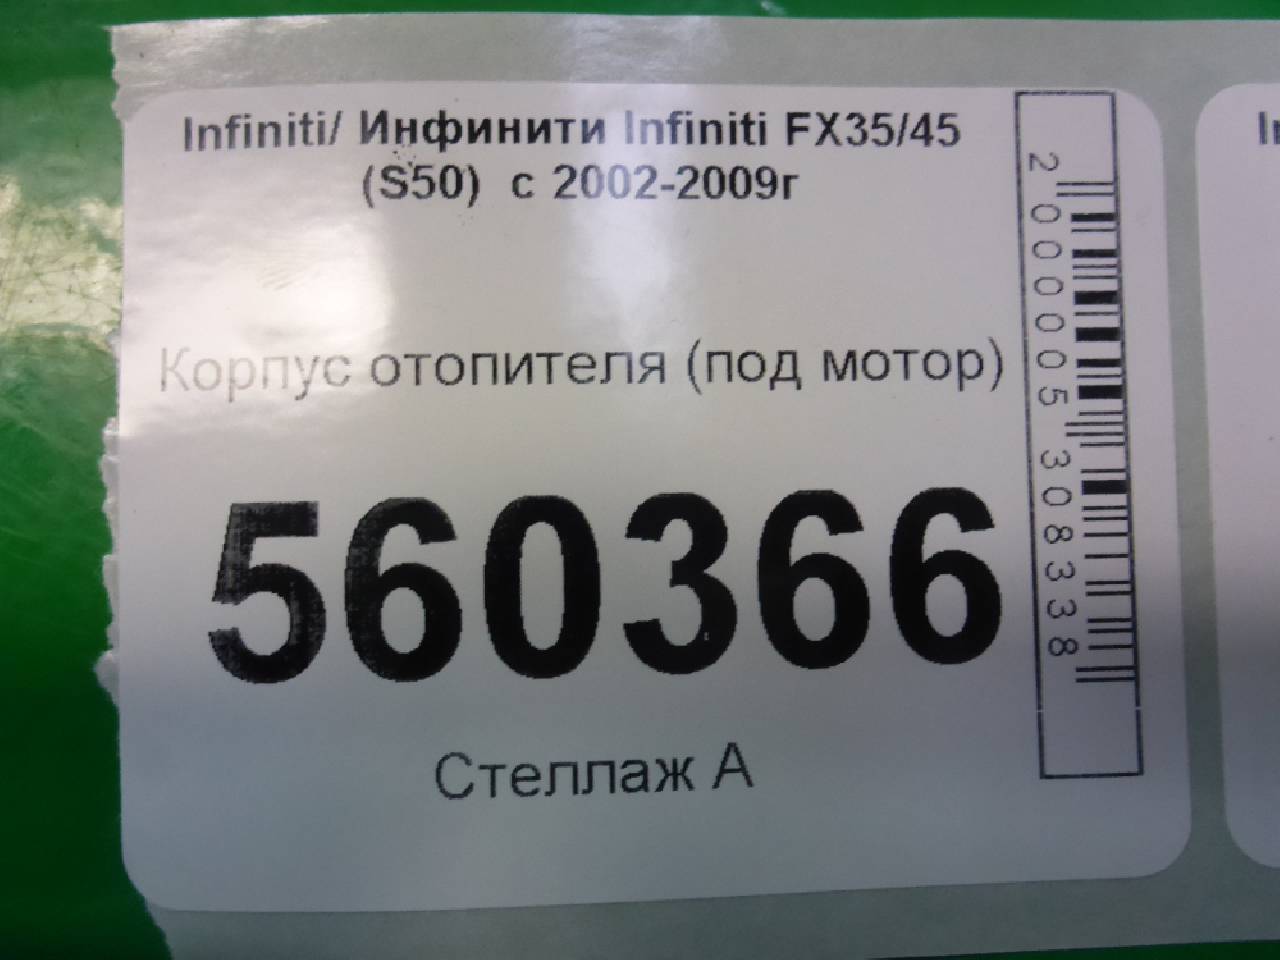 Infiniti/ Инфинити Infiniti FX35/45
(S50)  с 2002-2009г
Корпус отопителя (под мотор)
560366
Стеллаж А
2000005308338